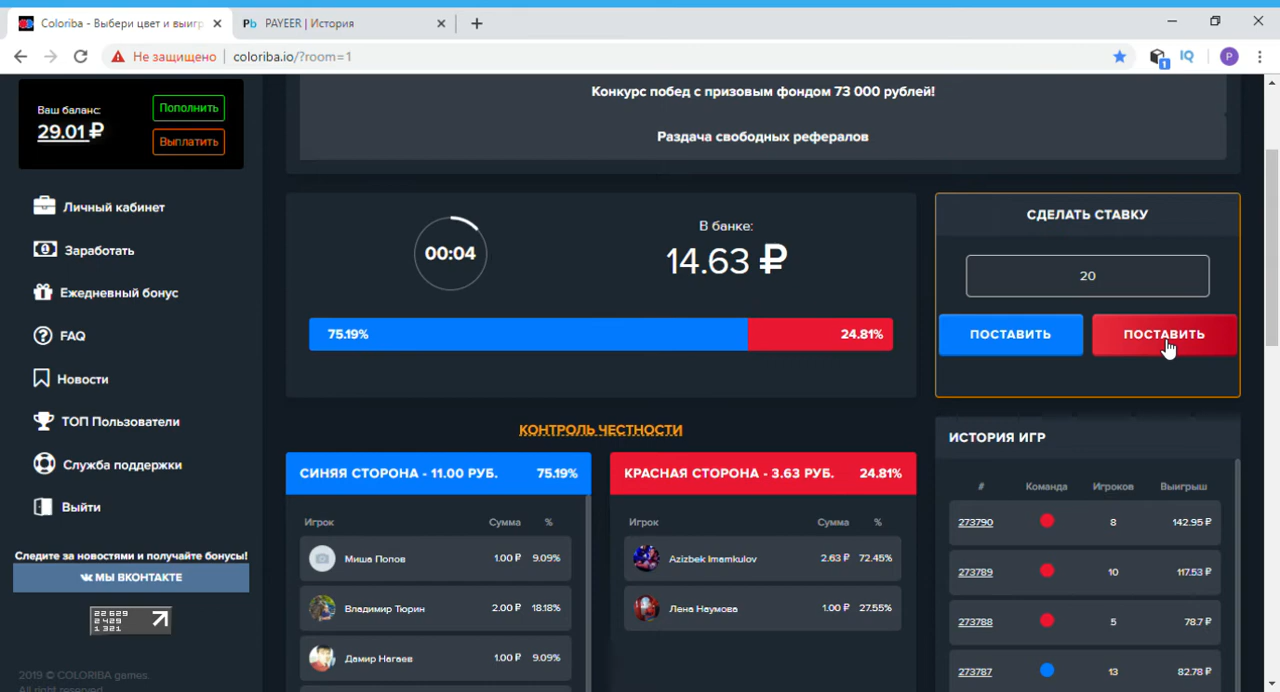 Coloriba - Выбери цвет и выигр
PAYEER | История
Не защищено
coloriba.io/?room=1
1
IQ
P
Ваш баланс:
29.01 ₽
Пополнить
Выплатить
Личный кабинет
Заработать
Ежедневный бонус
FAQ
Новости
ТОП Пользователи
Служба поддержки
Выйти
Следите за новостями и получайте бонусы!
МЫ ВКОНТАКТЕ
22 629
2 429
1 321
2019 © COLORIBA games.
All right reserved
Конкурс побед с призовым фондом 73 000 рублей!
Раздача свободных рефералов
00:04
В банке:
14.63 ₽
75.19%
24.81%
СДЕЛАТЬ СТАВКУ
20
ПОСТАВИТЬ
ПОСТАВИТЬ
КОНТРОЛЬ ЧЕСТНОСТИ
СИНЯЯ СТОРОНА - 11.00 РУБ. 75.19%
Игрок Сумма %
Миша Попов 1.00 ₽ 9.09%
Владимир Тюрин 2.00 ₽ 18.18%
Дамир Нагаев 1.00 ₽ 9.09%
КРАСНАЯ СТОРОНА - 3.63 РУБ. 24.81%
Игрок Сумма %
Azizbek Imamkulov 2.63 ₽ 72.45%
Лена Наумова 1.00 ₽ 27.55%
ИСТОРИЯ ИГР
# Команда Игроков Выигрыш
273790 8 142.95 ₽
273789 10 117.53 ₽
273788 5 78.7 ₽
273787 13 82.78 ₽